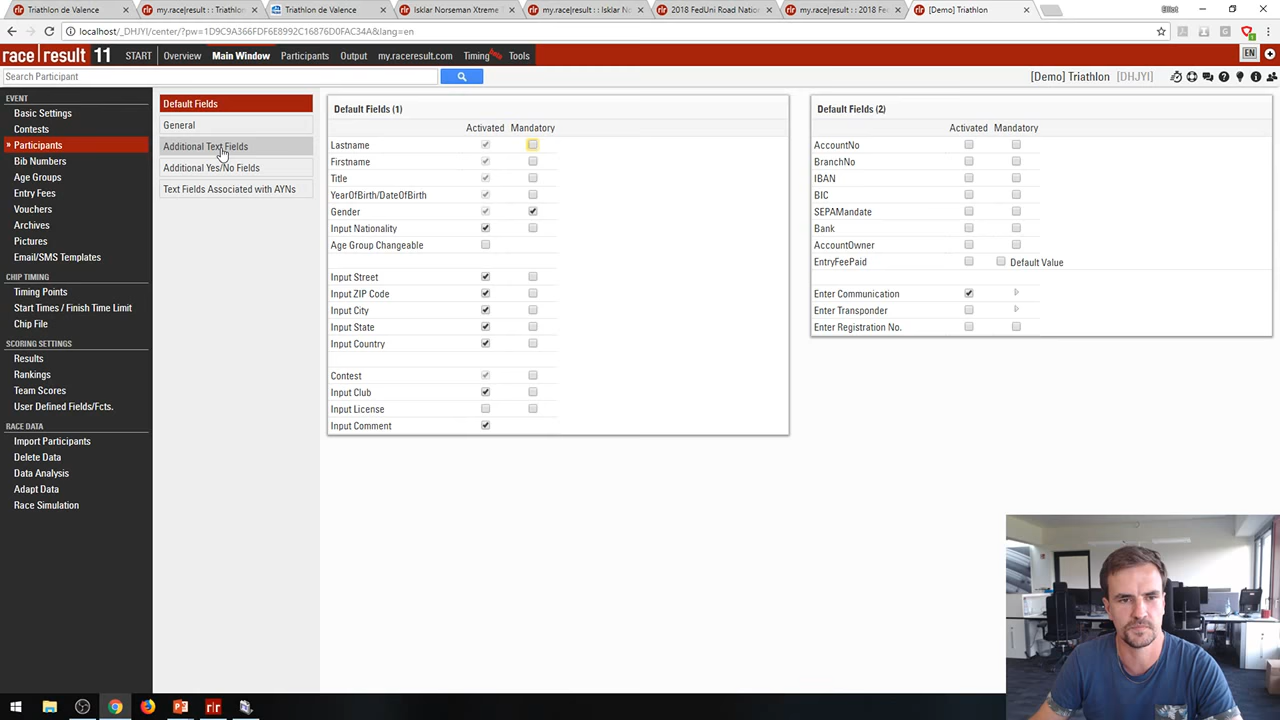 Triathlon de Valence
my.race|result : : Triathlon
Triathlon de Valence
Isklar Norseman Xtreme
my.race|result : : Isklar No
2018 FedUni Road Nation
my.race|result : : 2018 Fed
[Demo] Triathlon
Elliot
localhost/_DHJYI/center/?pw=1D9C9A366FDF6E8992C16876D0FAC34A&lang=en
race result 11
START
Overview
Main Window
Participants
Output
my.raceresult.com
Timing
Tools
EN
Search Participant
[Demo] Triathlon [DHJYI]
EVENT
Basic Settings
Contests
» Participants
Bib Numbers
Age Groups
Entry Fees
Vouchers
Archives
Pictures
Email/SMS Templates
CHIP TIMING
Timing Points
Start Times / Finish Time Limit
Chip File
SCORING SETTINGS
Results
Rankings
Team Scores
User Defined Fields/Fcts.
RACE DATA
Import Participants
Delete Data
Data Analysis
Adapt Data
Race Simulation
Default Fields
General
Additional Text Fields
Additional Yes/No Fields
Text Fields Associated with AYNs
Default Fields (1)
Activated Mandatory
Lastname
Firstname
Title
YearOfBirth/DateOfBirth
Gender
Input Nationality
Age Group Changeable
Input Street
Input ZIP Code
Input City
Input State
Input Country
Contest
Input Club
Input License
Input Comment
Default Fields (2)
Activated Mandatory
AccountNo
BranchNo
IBAN
BIC
SEPAMandate
Bank
AccountOwner
EntryFeePaid Default Value
Enter Communication
Enter Transponder
Enter Registration No.